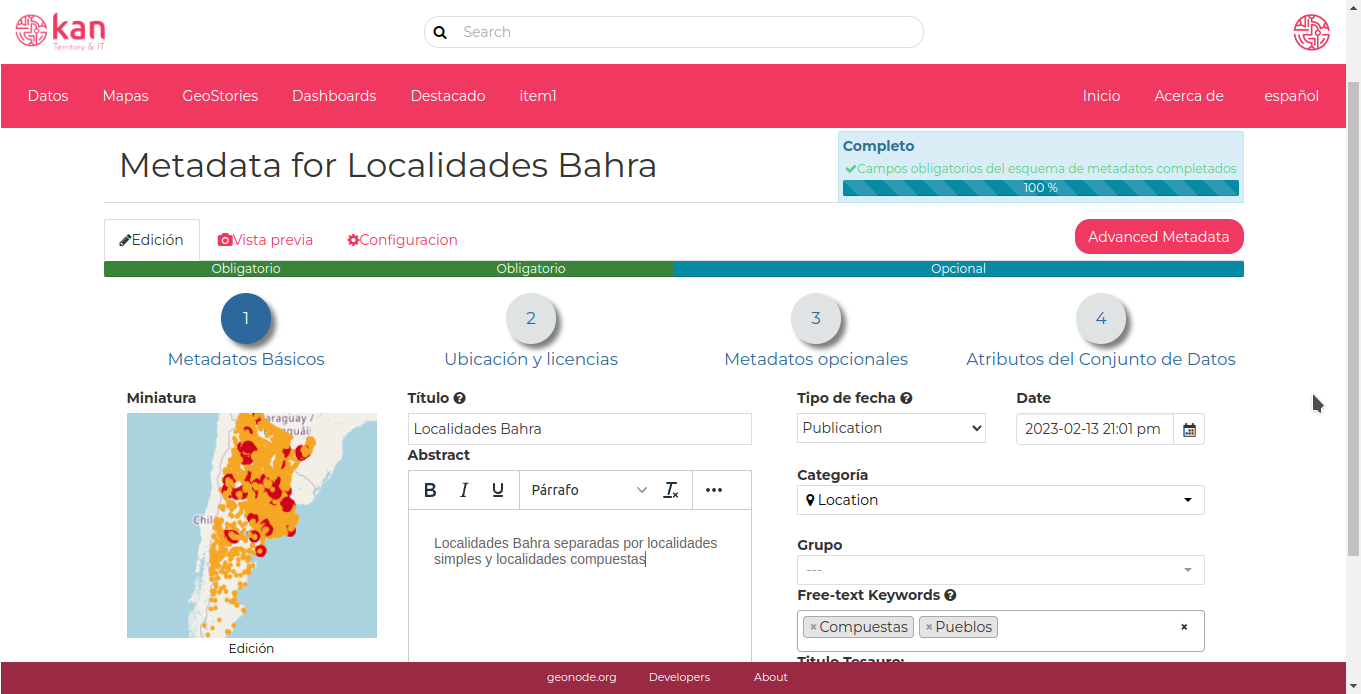 kan
Territory & IT
Search
Datos Mapas GeoStories Dashboards Destacado item1 Inicio Acerca de español
Metadata for Localidades Bahra
Completo
Campos obligatorios del esquema de metadatos completados
100 %
Edición Vista previa Configuracion Advanced Metadata
Obligatorio Obligatorio Opcional
1 2 3 4
Metadatos Básicos Ubicación y licencias Metadatos opcionales Atributos del Conjunto de Datos
Miniatura
Edición
Título
Localidades Bahra
Abstract
B I U Párrafo
Localidades Bahra separadas por localidades
simples y localidades compuestas
Tipo de fecha Date
Publication 2023-02-13 21:01 pm
Categoría
Location
Grupo
---
Free-text Keywords
× Compuestas × Pueblos ×
Titulo Tesauro:
geonode.org Developers About